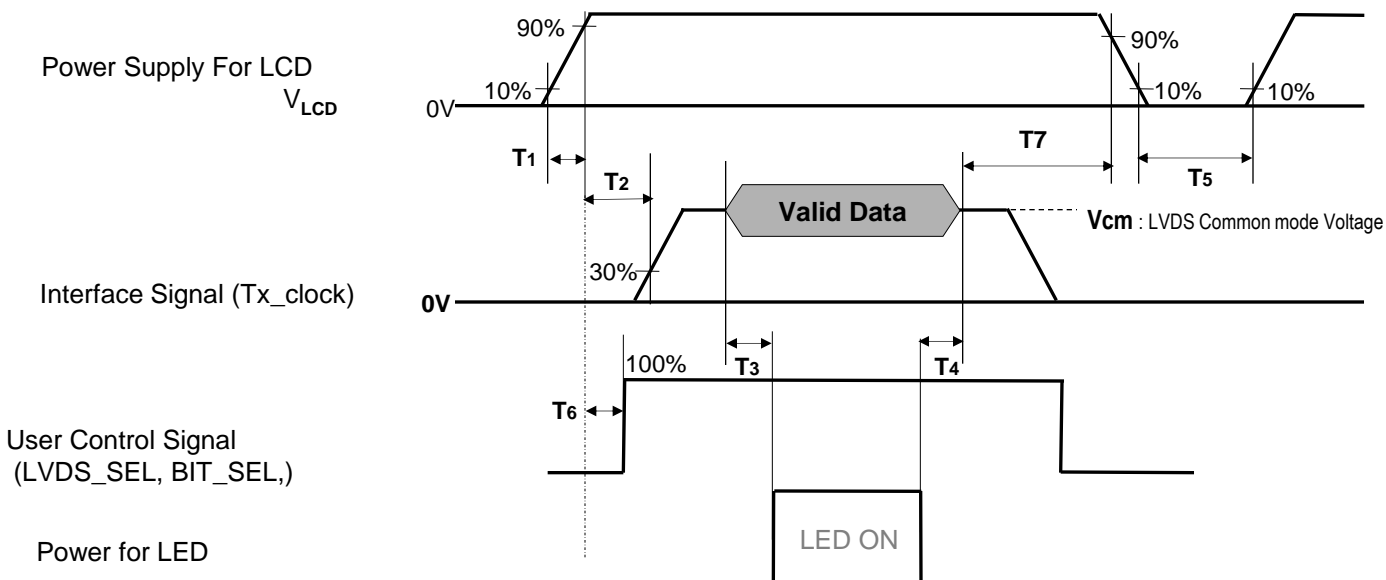 90%
90%
Power Supply For LCD
VLCD
10%
10%
10%
0V
T1
T2
T7
T5
Valid Data
Vcm : LVDS Common mode Voltage
30%
Interface Signal (Tx_clock)
0V
T3
T4
100%
T6
User Control Signal
(LVDS_SEL, BIT_SEL,)
LED ON
Power for LED